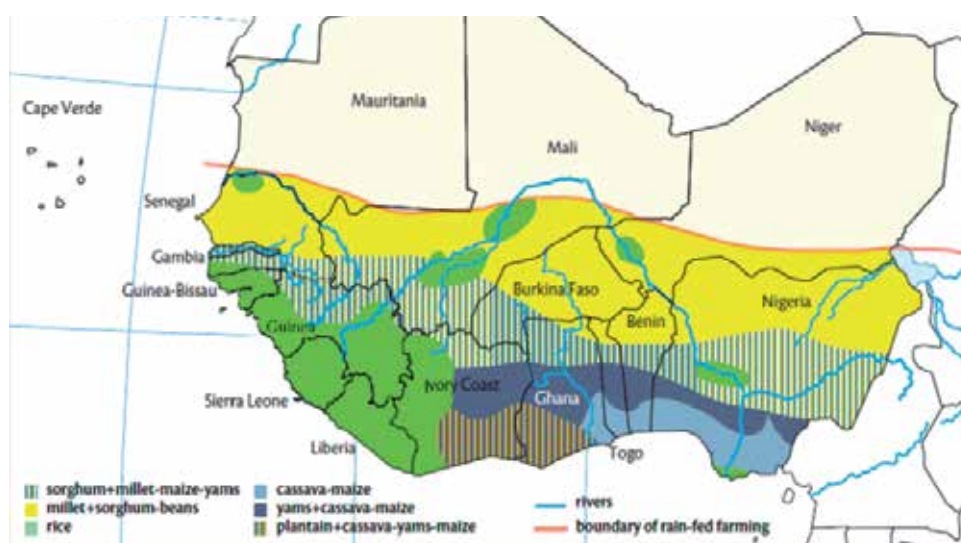 Cape Verde
Mauritania
Mali
Niger
Senegal
Gambia
Guinea-Bissau
Guinea
Sierra Leone
Liberia
Ivory Coast
Burkina Faso
Ghana
Togo
Benin
Nigeria
sorghum+millet-maize-yams
millet+sorghum-beans
rice
cassava-maize
yams+cassava-maize
plantain+cassava-yams-maize
rivers
boundary of rain-fed farming